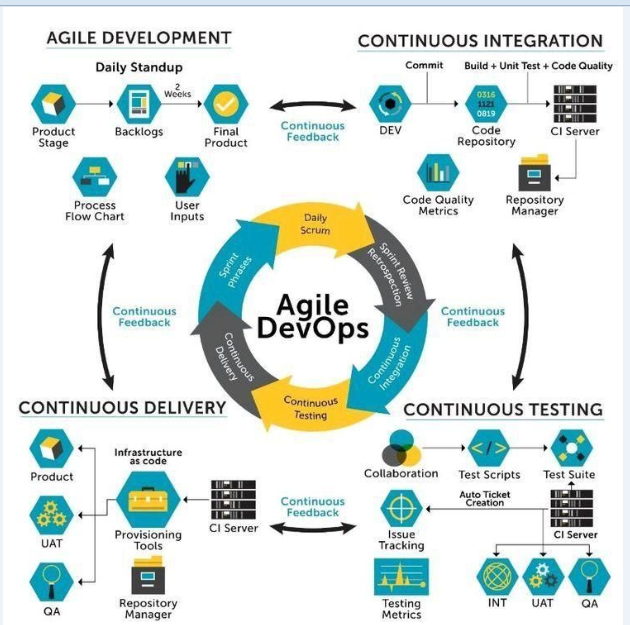 AGILE DEVELOPMENT
Daily Standup
2
Weeks
Product
Stage
Backlogs
Final
Product
Process
Flow Chart
User
Inputs
Continuous
Feedback
CONTINUOUS INTEGRATION
Commit
Build + Unit Test + Code Quality
0316
1121
0819
DEV
Code
Repository
CI Server
Code Quality
Metrics
Repository
Manager
Daily
Scrum
Sprint Review
Retrospection
Continuous
Integration
Continuous
Testing
Continuous
Delivery
Sprint
Phrases
Agile
DevOps
Continuous
Feedback
Continuous
Feedback
CONTINUOUS DELIVERY
Product
Infrastructure
as code
UAT
Provisioning
Tools
CI Server
QA
Repository
Manager
Continuous
Feedback
CONTINUOUS TESTING
Collaboration
</>
Test Scripts
Test Suite
Auto Ticket
Creation
Issue
Tracking
CI Server
Testing
Metrics
INT
UAT
QA